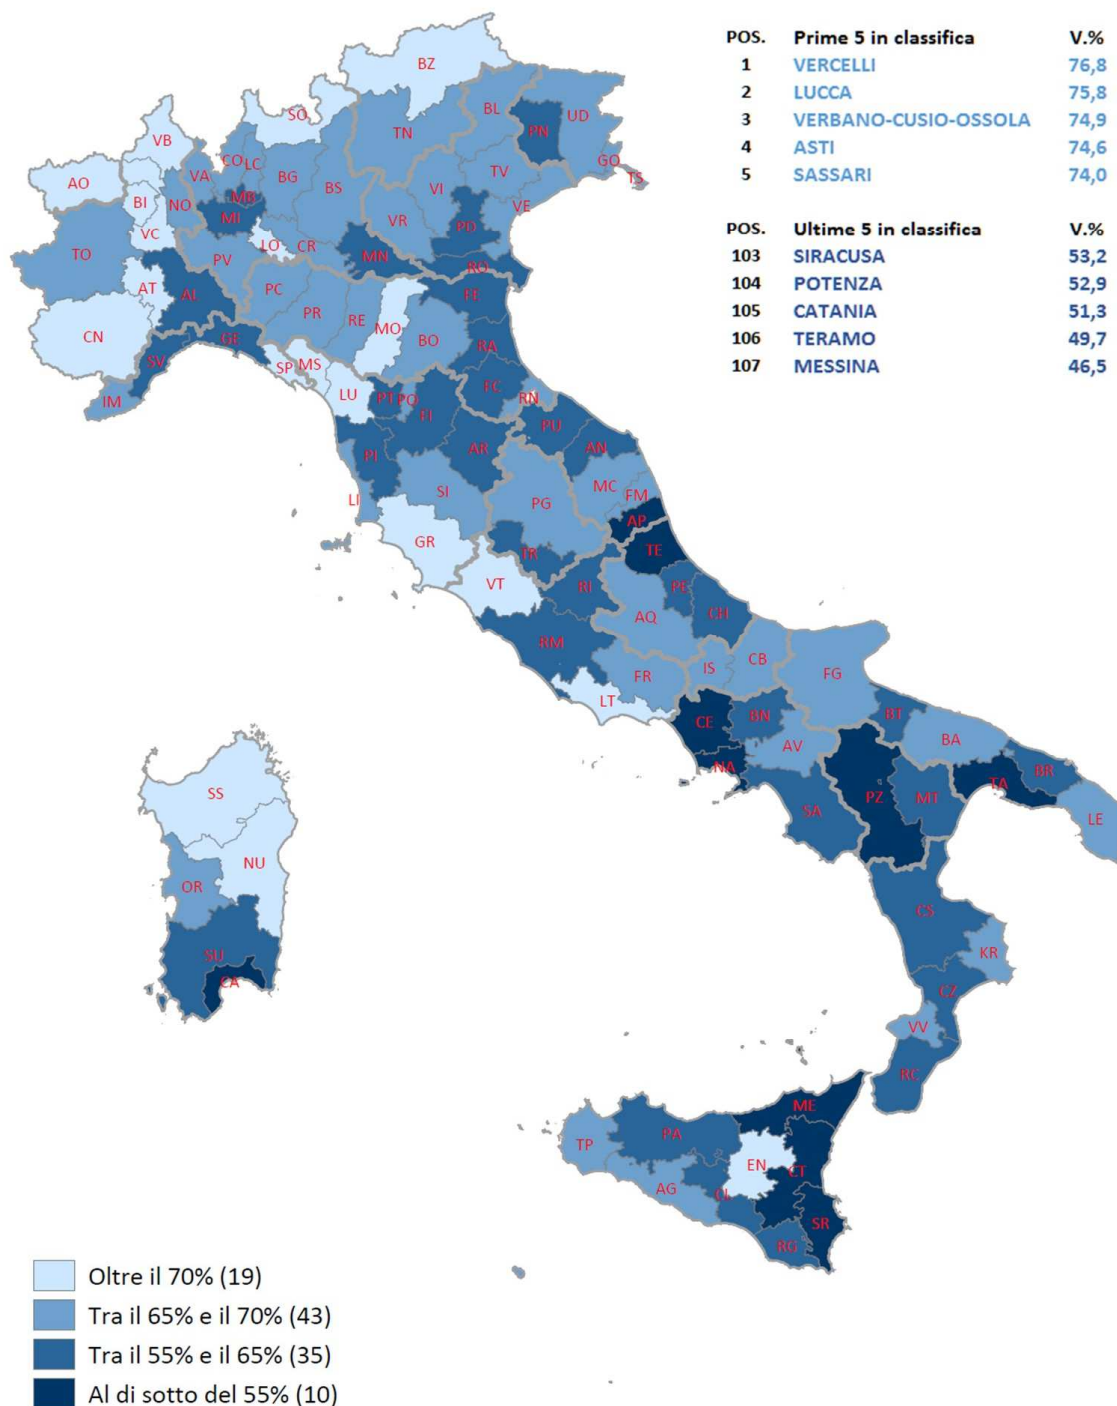 POS. Prime 5 in classifica V.%
1 VERCELLI 76,8
2 LUCCA 75,8
3 VERBANO-CUSIO-OSSOLA 74,9
4 ASTI 74,6
5 SASSARI 74,0
POS. Ultime 5 in classifica V.%
103 SIRACUSA 53,2
104 POTENZA 52,9
105 CATANIA 51,3
106 TERAMO 49,7
107 MESSINA 46,5
BZ
SO
TN
BL
PN
UD
VB
AO
VA
CO
LC
BG
BS
GO
TS
TV
VI
VE
BI
NO
MB
MI
VR
PD
VC
TO
LO
CR
MN
RO
PV
AT
AL
PC
PR
RE
MO
FE
BO
CN
SV
GE
RA
SP
MS
FC
RN
IM
LU
PT
PO
FI
PU
AN
PI
AR
LI
SI
PG
MC
FM
AP
GR
TR
TE
VT
RI
PE
AQ
CH
RM
FR
IS
CB
FG
LT
CE
BN
BT
AV
BA
NA
BR
PZ
MT
TA
SA
LE
SS
NU
OR
CS
SU
CA
KR
CZ
VV
RC
ME
TP
PA
EN
CT
AG
CL
SR
RG
Oltre il 70% (19)
Tra il 65% e il 70% (43)
Tra il 55% e il 65% (35)
Al di sotto del 55% (10)